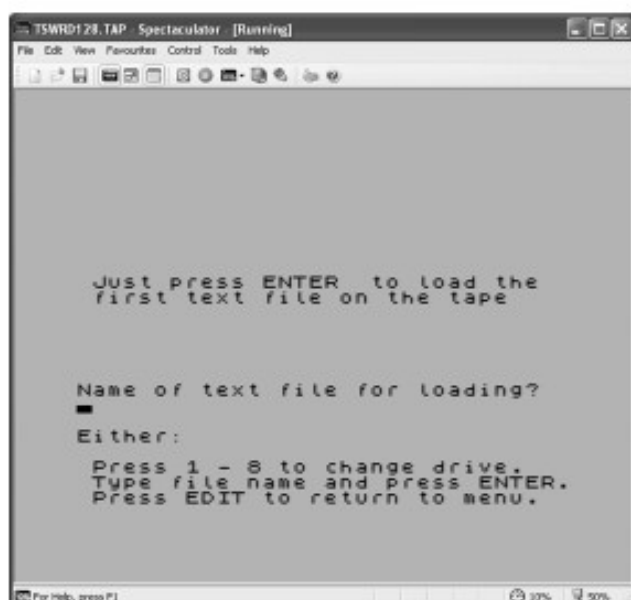 TSWRD128.TAP - Spectaculator - [Running]
File Edit View Favourites Control Tools Help
Just press ENTER to load the
first text file on the tape
Name of text file for loading?
Either:
Press 1 - 8 to change drive.
Type file name and press ENTER.
Press EDIT to return to menu.
For Help, press F1
10%
50%